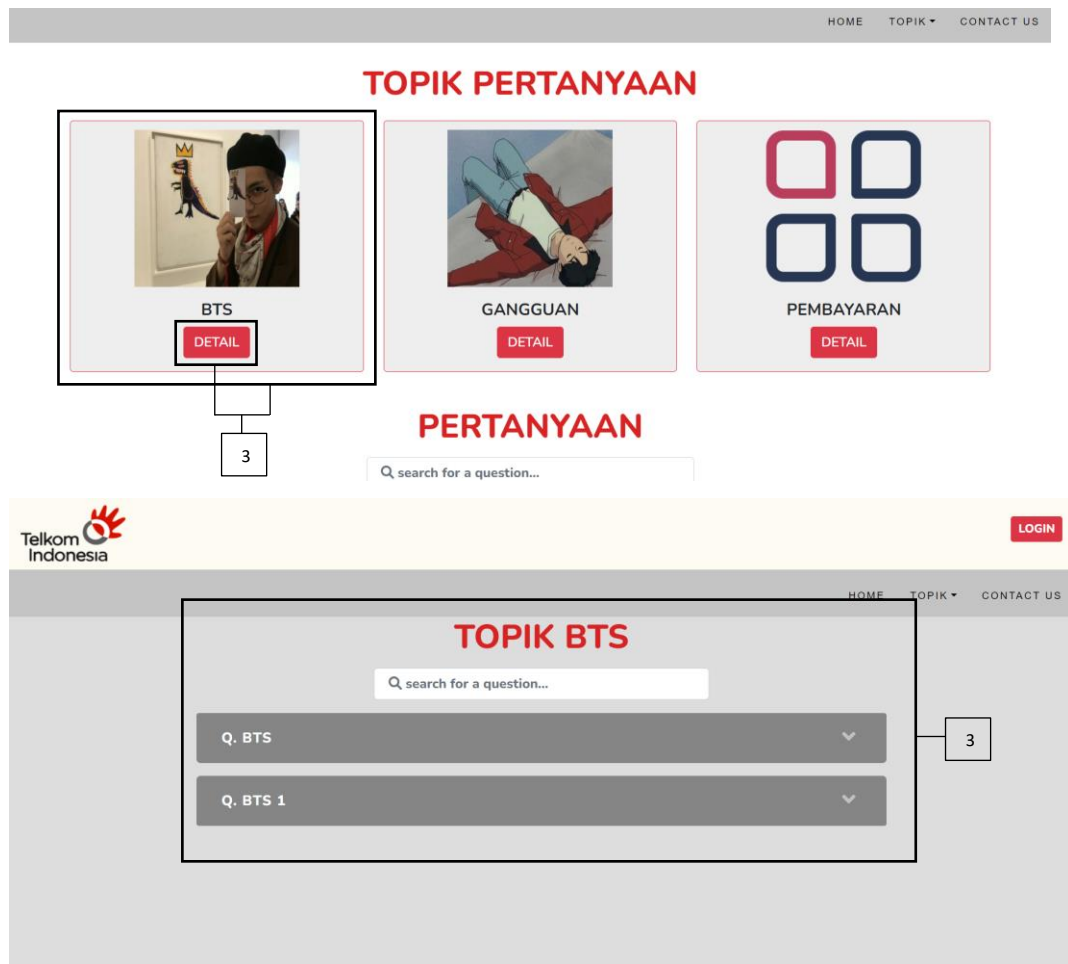 HOME TOPIK CONTACT US
TOPIK PERTANYAAN
BTS
DETAIL
GANGGUAN
DETAIL
PEMBAYARAN
DETAIL
3
PERTANYAAN
search for a question...
Telkom
Indonesia
LOGIN
HOME TOPIK CONTACT US
TOPIK BTS
search for a question...
Q. BTS
3
Q. BTS 1